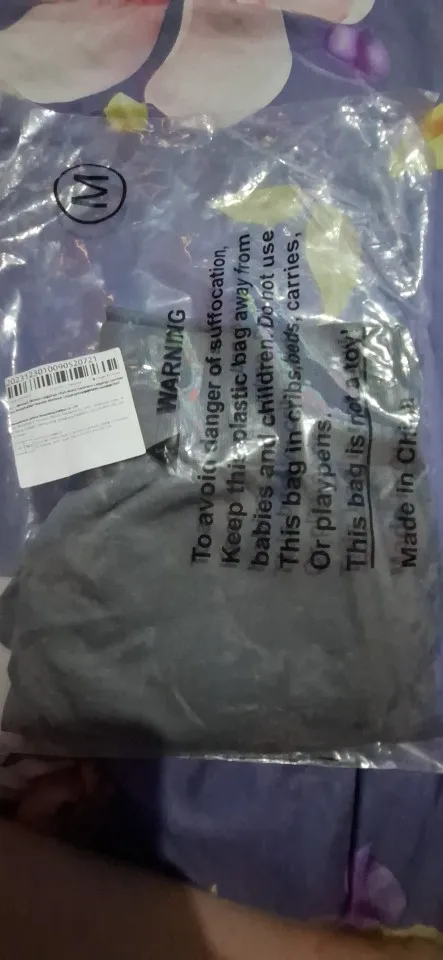 M
2023123010090520721
WARNING
To avoid danger of suffocation,
Keep this plastic bag away from
babies and children. Do not use
This bag in cribs, beds, carries,
Or playpens.
This bag is not a toy!
Made in China